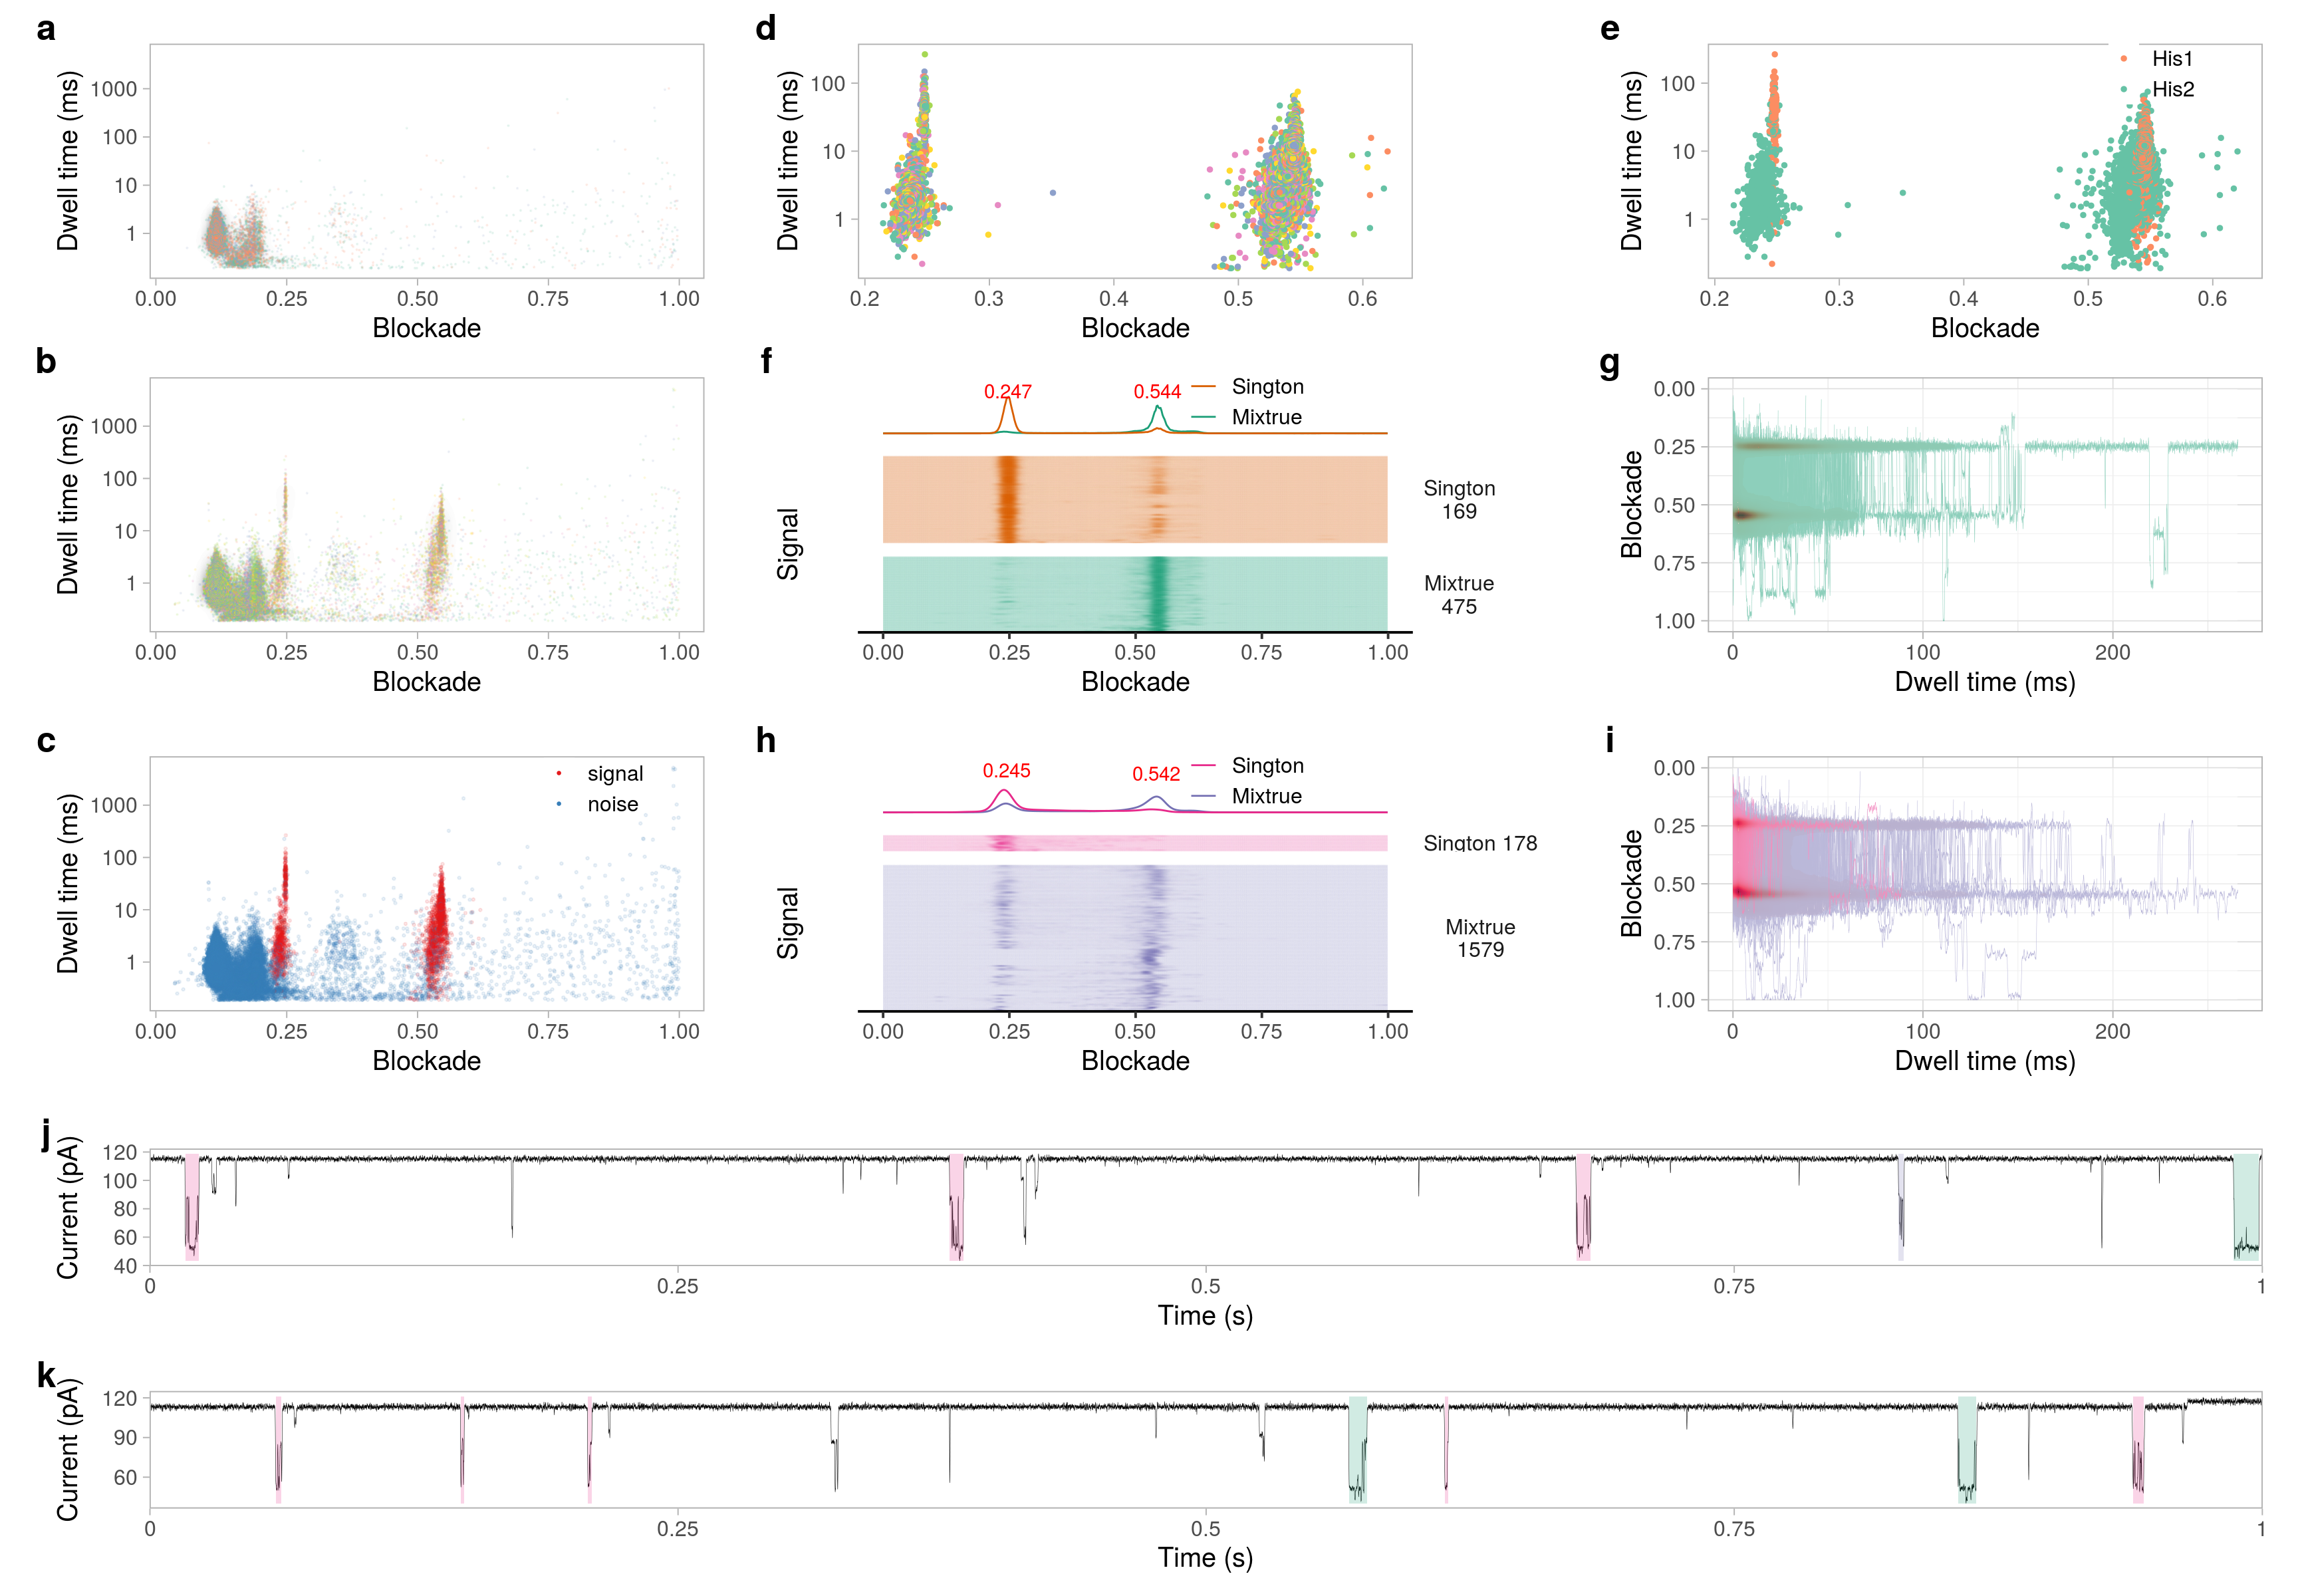 a
Dwell time (ms)
1000
100
10
1
0.00 0.25 0.50 0.75 1.00
Blockade
d
Dwell time (ms)
100
10
1
0.2 0.3 0.4 0.5 0.6
Blockade
e
Dwell time (ms)
100
10
1
His1
His2
0.2 0.3 0.4 0.5 0.6
Blockade
b
Dwell time (ms)
1000
100
10
1
0.00 0.25 0.50 0.75 1.00
Blockade
f
0.247 0.544
Sington
Mixtrue
Signal
Sington
169
Mixtrue
475
0.00 0.25 0.50 0.75 1.00
Blockade
g
Blockade
0.00
0.25
0.50
0.75
1.00
0 100 200
Dwell time (ms)
c
Dwell time (ms)
1000
100
10
1
signal
noise
0.00 0.25 0.50 0.75 1.00
Blockade
h
0.245 0.542
Sington
Mixtrue
Signal
Sington 178
Mixtrue
1579
0.00 0.25 0.50 0.75 1.00
Blockade
i
Blockade
0.00
0.25
0.50
0.75
1.00
0 100 200
Dwell time (ms)
j
Current (pA)
120
100
80
60
40
0 0.25 0.5 0.75 1
Time (s)
k
Current (pA)
120
90
60
0 0.25 0.5 0.75 1
Time (s)